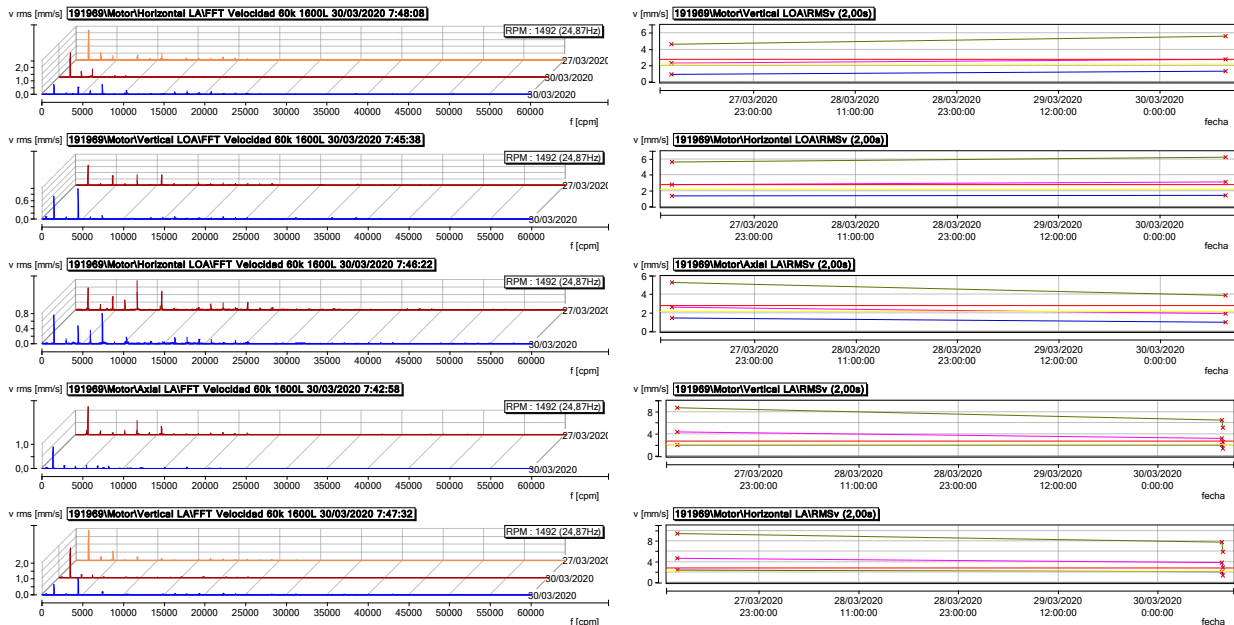 v rms [mm/s] 191969\Motor\Horizontal LA\FFT Velocidad 60k 1600L 30/03/2020 7:48:08
RPM : 1492 (24,87Hz)
27/03/2020
30/03/2020
30/03/2020
2,0
1,0
0,0
0 5000 10000 15000 20000 25000 30000 35000 40000 45000 50000 55000 60000
f [cpm]
v rms [mm/s] 191969\Motor\Vertical LOA\FFT Velocidad 60k 1600L 30/03/2020 7:45:38
RPM : 1492 (24,87Hz)
27/03/2020
30/03/2020
0,6
0,0
0 5000 10000 15000 20000 25000 30000 35000 40000 45000 50000 55000 60000
f [cpm]
v rms [mm/s] 191969\Motor\Horizontal LOA\FFT Velocidad 60k 1600L 30/03/2020 7:46:22
RPM : 1492 (24,87Hz)
27/03/2020
30/03/2020
0,8
0,4
0,0
0 5000 10000 15000 20000 25000 30000 35000 40000 45000 50000 55000 60000
f [cpm]
v rms [mm/s] 191969\Motor\Axial LA\FFT Velocidad 60k 1600L 30/03/2020 7:42:58
RPM : 1492 (24,87Hz)
27/03/2020
30/03/2020
1,0
0,0
0 5000 10000 15000 20000 25000 30000 35000 40000 45000 50000 55000 60000
f [cpm]
v rms [mm/s] 191969\Motor\Vertical LA\FFT Velocidad 60k 1600L 30/03/2020 7:47:32
RPM : 1492 (24,87Hz)
27/03/2020
30/03/2020
30/03/2020
2,0
1,0
0,0
0 5000 10000 15000 20000 25000 30000 35000 40000 45000 50000 55000 60000
f [cpm]
v [mm/s] 191969\Motor\Vertical LOA\RMSv (2,00s)
6
4
2
0
27/03/2020 28/03/2020 28/03/2020 29/03/2020 30/03/2020
23:00:00 11:00:00 23:00:00 12:00:00 0:00:00
fecha
v [mm/s] 191969\Motor\Horizontal LOA\RMSv (2,00s)
6
4
2
0
27/03/2020 28/03/2020 28/03/2020 29/03/2020 30/03/2020
23:00:00 11:00:00 23:00:00 12:00:00 0:00:00
fecha
v [mm/s] 191969\Motor\Axial LA\RMSv (2,00s)
6
4
2
0
27/03/2020 28/03/2020 28/03/2020 29/03/2020 30/03/2020
23:00:00 11:00:00 23:00:00 12:00:00 0:00:00
fecha
v [mm/s] 191969\Motor\Vertical LA\RMSv (2,00s)
8
4
2
0
27/03/2020 28/03/2020 28/03/2020 29/03/2020 30/03/2020
23:00:00 11:00:00 23:00:00 12:00:00 0:00:00
fecha
v [mm/s] 191969\Motor\Horizontal LA\RMSv (2,00s)
8
4
2
0
27/03/2020 28/03/2020 28/03/2020 29/03/2020 30/03/2020
23:00:00 11:00:00 23:00:00 12:00:00 0:00:00
fecha